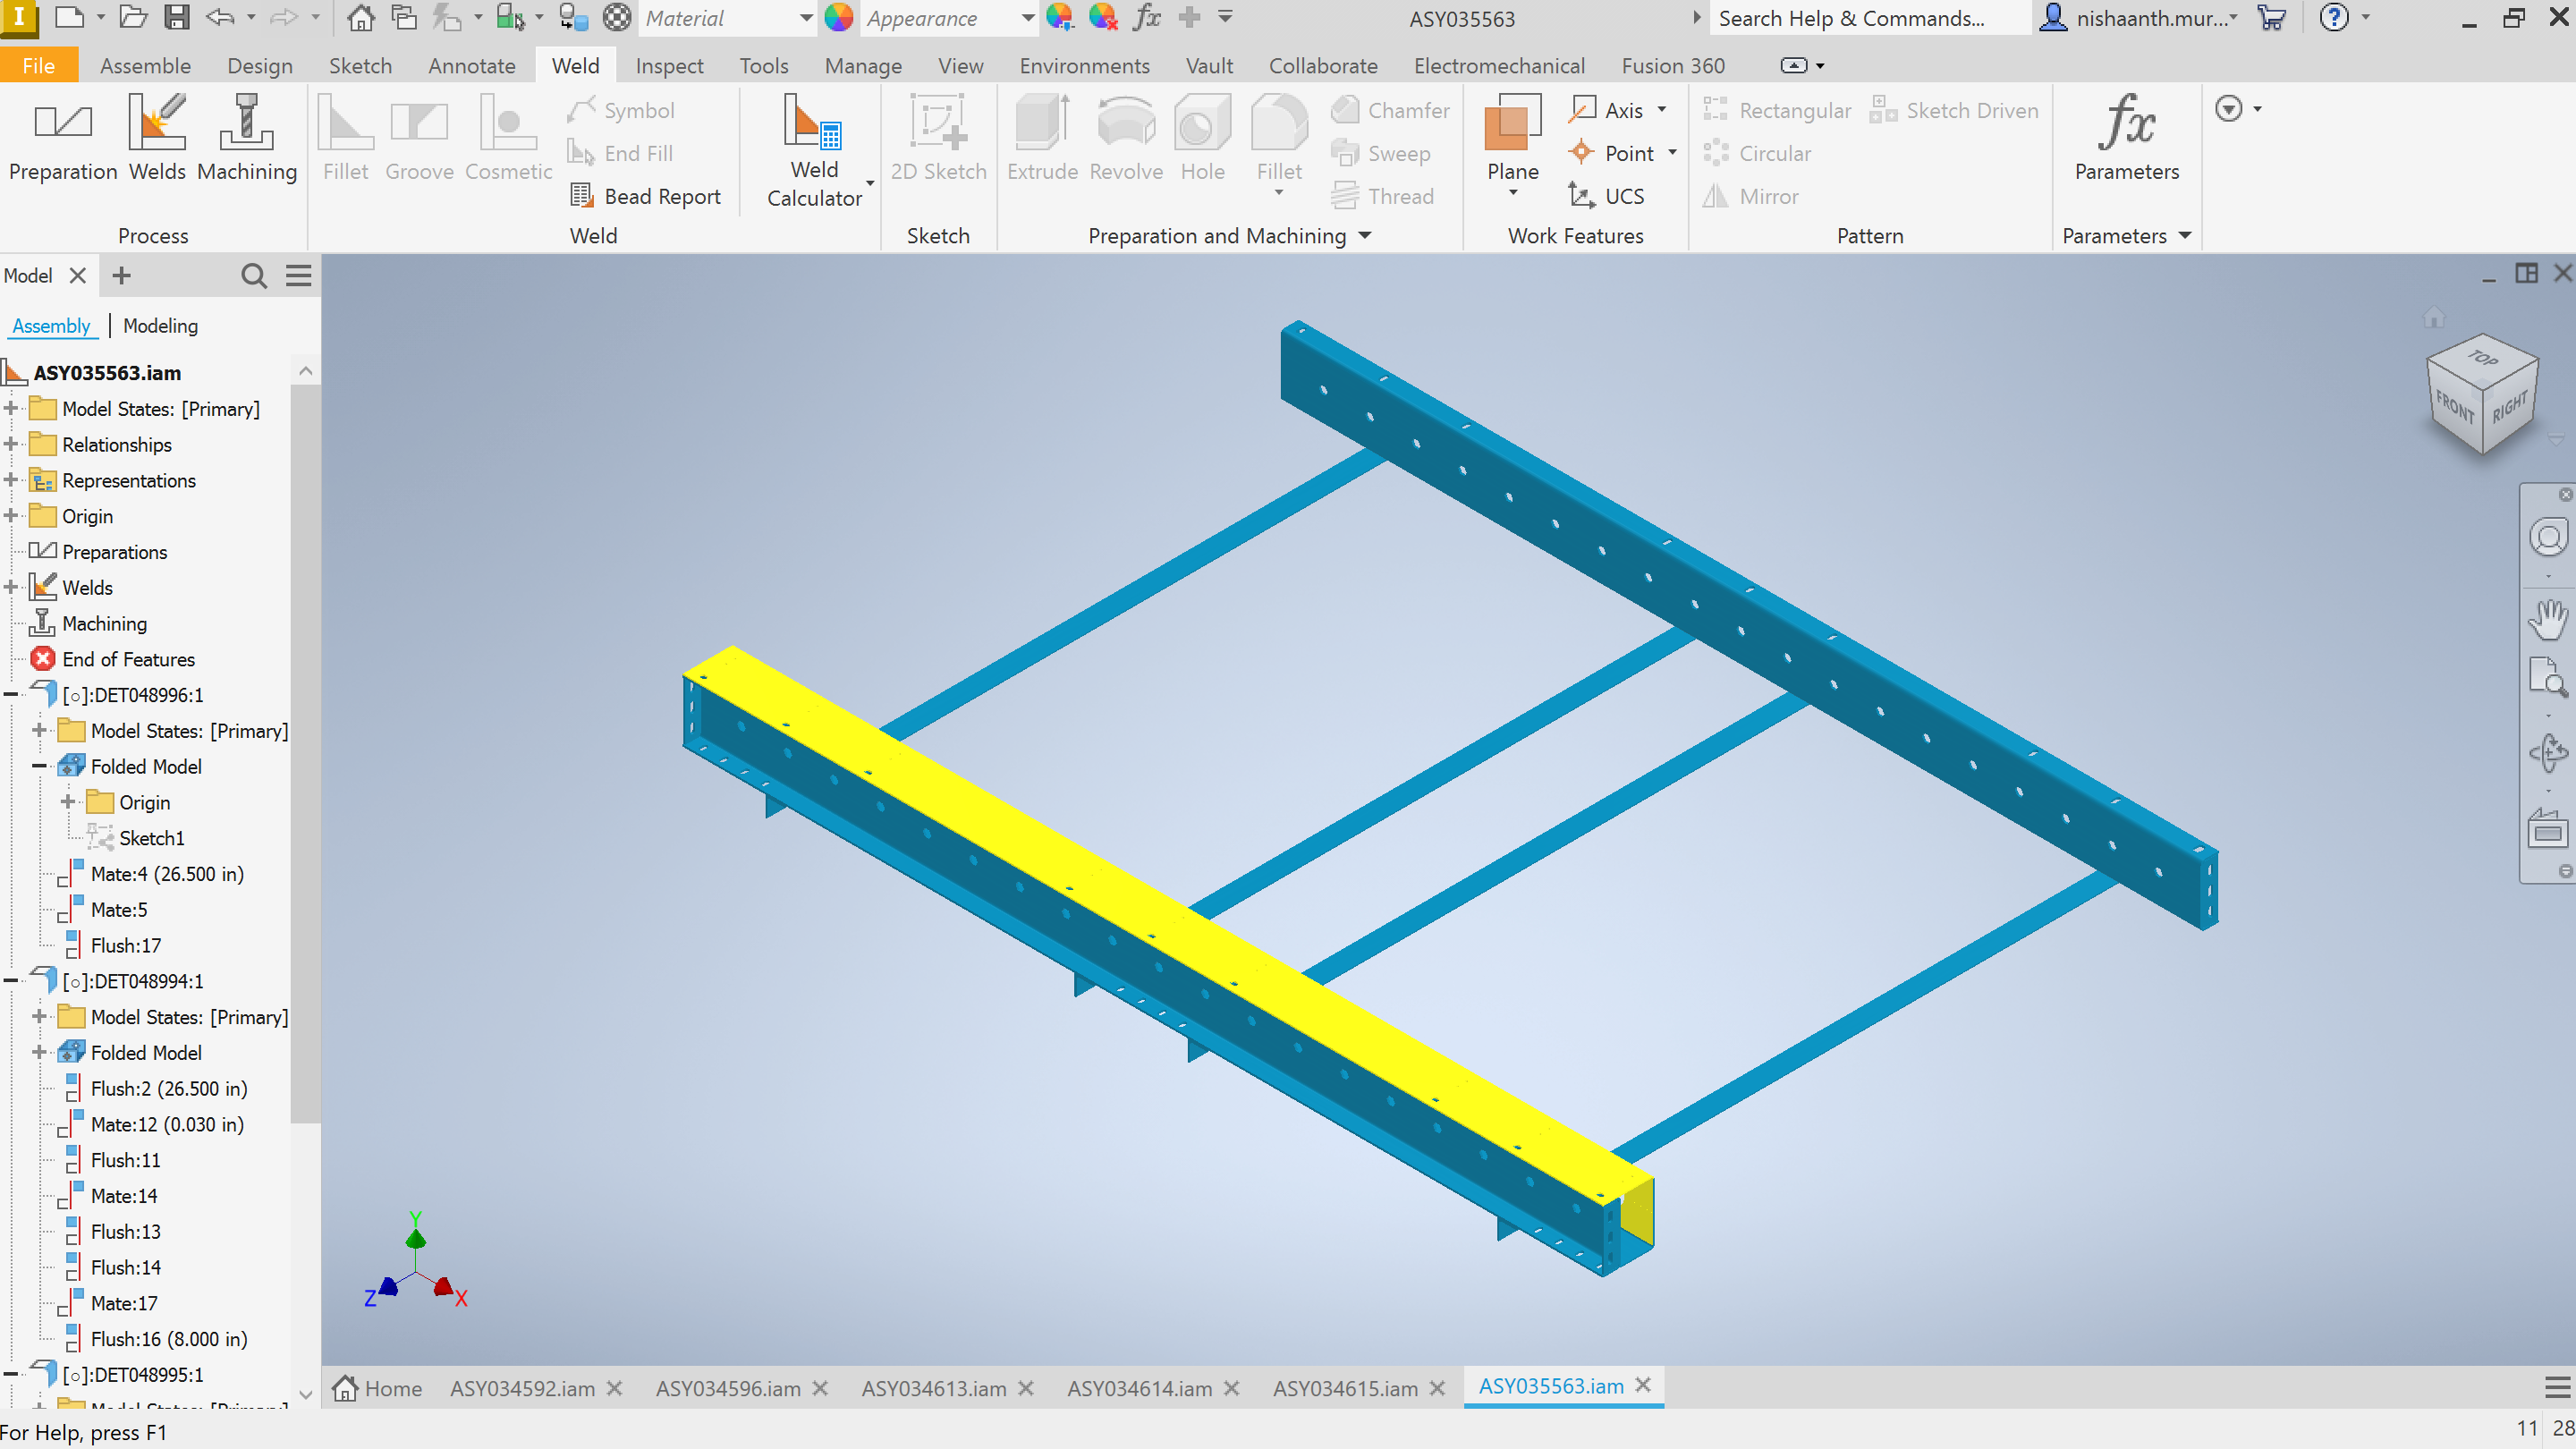 I
Material
Appearance
fx
ASY035563
Search Help & Commands...
nishaanth.mur...
?
File
Assemble
Design
Sketch
Annotate
Weld
Inspect
Tools
Manage
View
Environments
Vault
Collaborate
Electromechanical
Fusion 360
Preparation
Welds
Machining
Process
Fillet
Groove
Cosmetic
Symbol
End Fill
Bead Report
Weld
Calculator
Weld
2D Sketch
Sketch
Extrude
Revolve
Hole
Fillet
Chamfer
Sweep
Thread
Preparation and Machining
Plane
Axis
Point
UCS
Work Features
Rectangular
Sketch Driven
Circular
Mirror
Pattern
fx
Parameters
Parameters
Model
Assembly | Modeling
ASY035563.iam
Model States: [Primary]
Relationships
Representations
Origin
Preparations
Welds
Machining
End of Features
[○]:DET048996:1
Model States: [Primary]
Folded Model
Origin
Sketch1
Mate:4 (26.500 in)
Mate:5
Flush:17
[○]:DET048994:1
Model States: [Primary]
Folded Model
Flush:2 (26.500 in)
Mate:12 (0.030 in)
Flush:11
Mate:14
Flush:13
Flush:14
Mate:17
Flush:16 (8.000 in)
[○]:DET048995:1
Model States: [Primary]
TOP
FRONT
RIGHT
Y
Z
X
Home
ASY034592.iam
ASY034596.iam
ASY034613.iam
ASY034614.iam
ASY034615.iam
ASY035563.iam
For Help, press F1
11
28